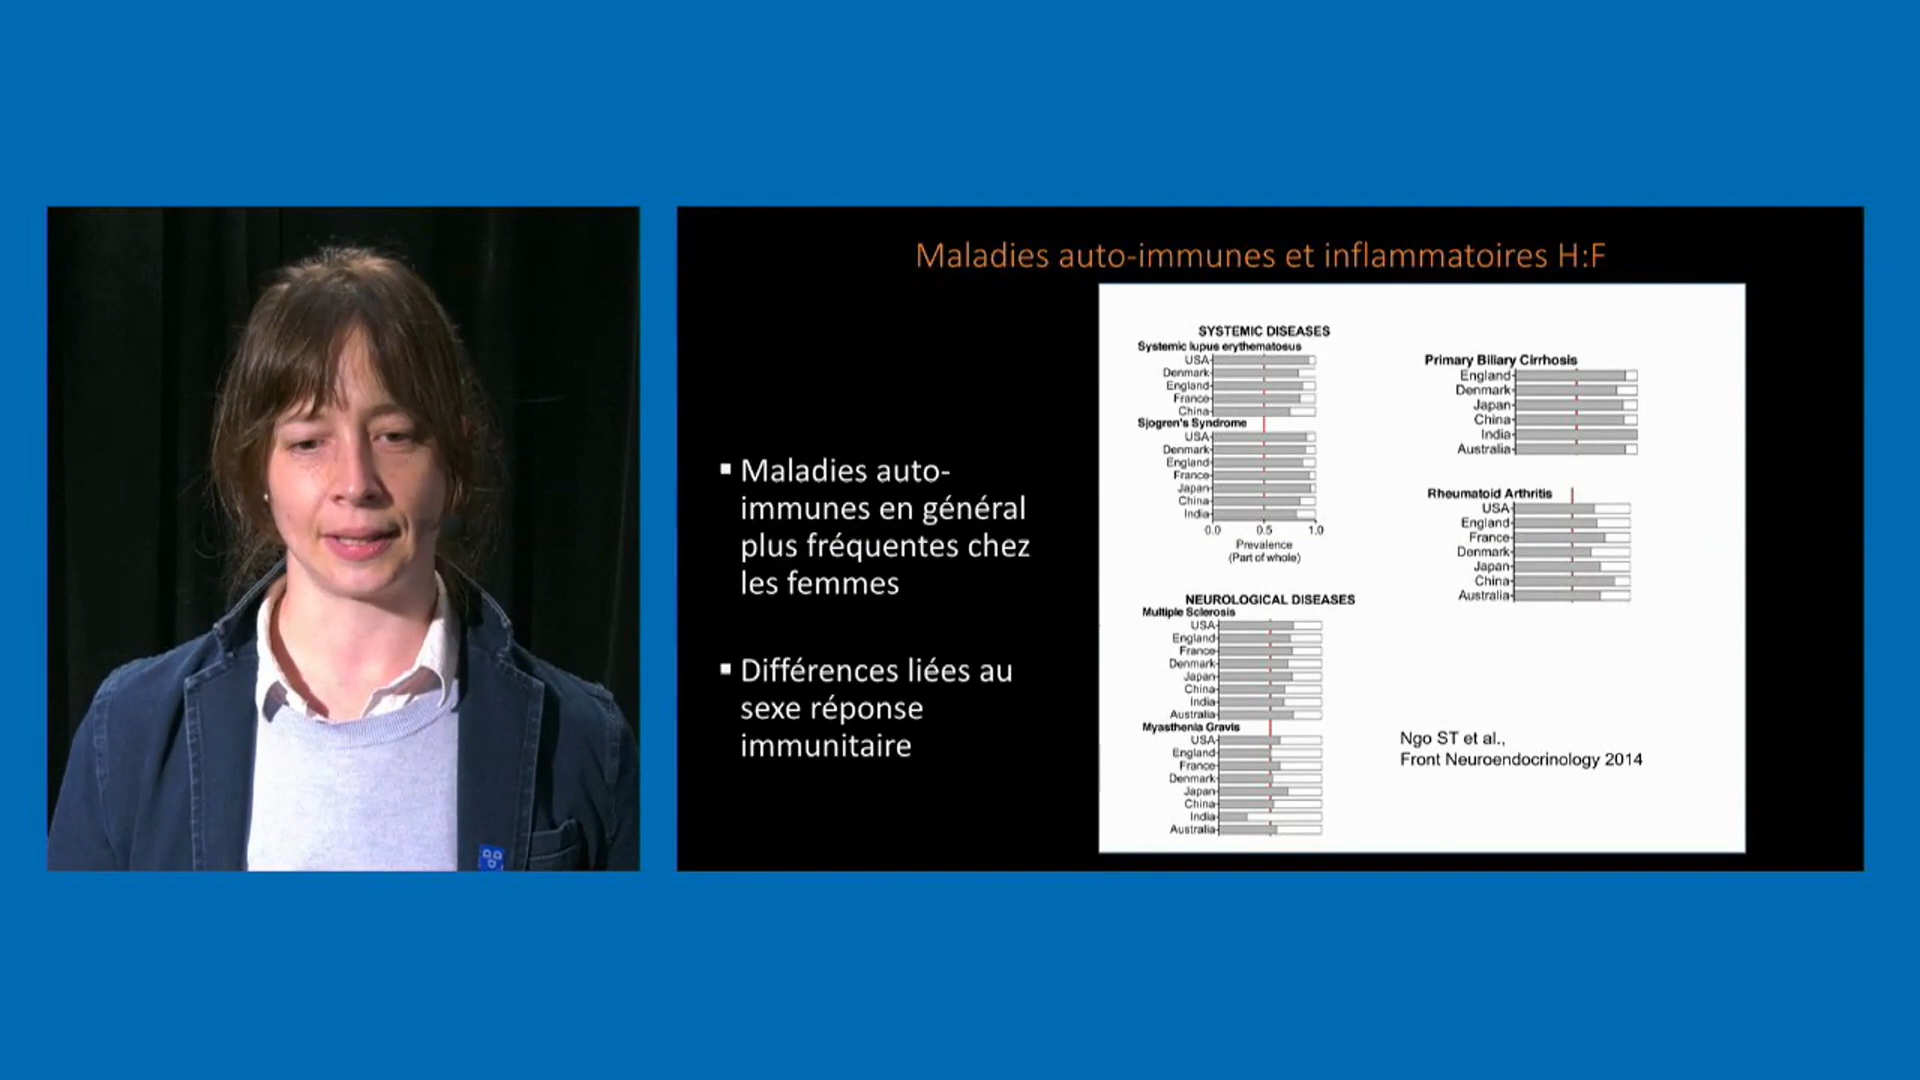 Maladies auto-immunes et inflammatoires H:F
▪ Maladies auto-
immunes en général
plus fréquentes chez
les femmes
▪ Différences liées au
sexe réponse
immunitaire
SYSTEMIC DISEASES
Systemic lupus erythematosus
USA
Denmark
England
France
China
Sjogren's Syndrome
USA
Denmark
England
France
Japan
China
India
0.0 0.5 1.0
Prevalence
(Part of whole)
NEUROLOGICAL DISEASES
Multiple Sclerosis
USA
England
France
Denmark
Japan
China
India
Australia
Myasthenia Gravis
USA
England
France
Denmark
Japan
China
India
Australia
Primary Biliary Cirrhosis
England
Denmark
Japan
China
India
Australia
Rheumatoid Arthritis
USA
England
France
Denmark
Japan
China
Australia
Ngo ST et al.,
Front Neuroendocrinology 2014